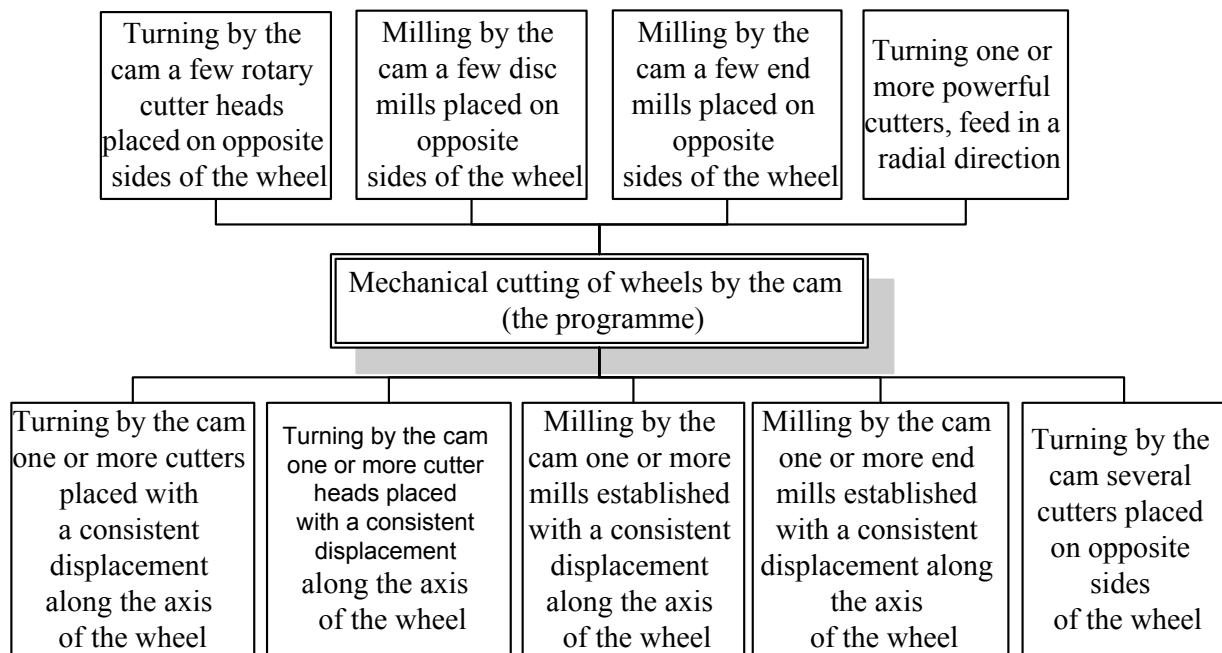 Turning by the
cam a few rotary
cutter heads
placed on opposite
sides of the wheel
Milling by the
cam a few disc
mills placed on
opposite
sides of the wheel
Milling by the
cam a few end
mills placed on
opposite
sides of the wheel
Turning one or
more powerful
cutters, feed in a
radial direction
Mechanical cutting of wheels by the cam
(the programme)
Turning by the cam
one or more cutters
placed with
a consistent
displacement
along the axis
of the wheel
Turning by the cam
one or more cutter
heads placed
with a consistent
displacement
along the axis
of the wheel
Milling by the
cam one or more
mills established
with a consistent
displacement
along the axis
of the wheel
Milling by the cam
one or more end
mills established
with a consistent
displacement along
the axis
of the wheel
Turning by the
cam several
cutters placed
on opposite
sides
of the wheel